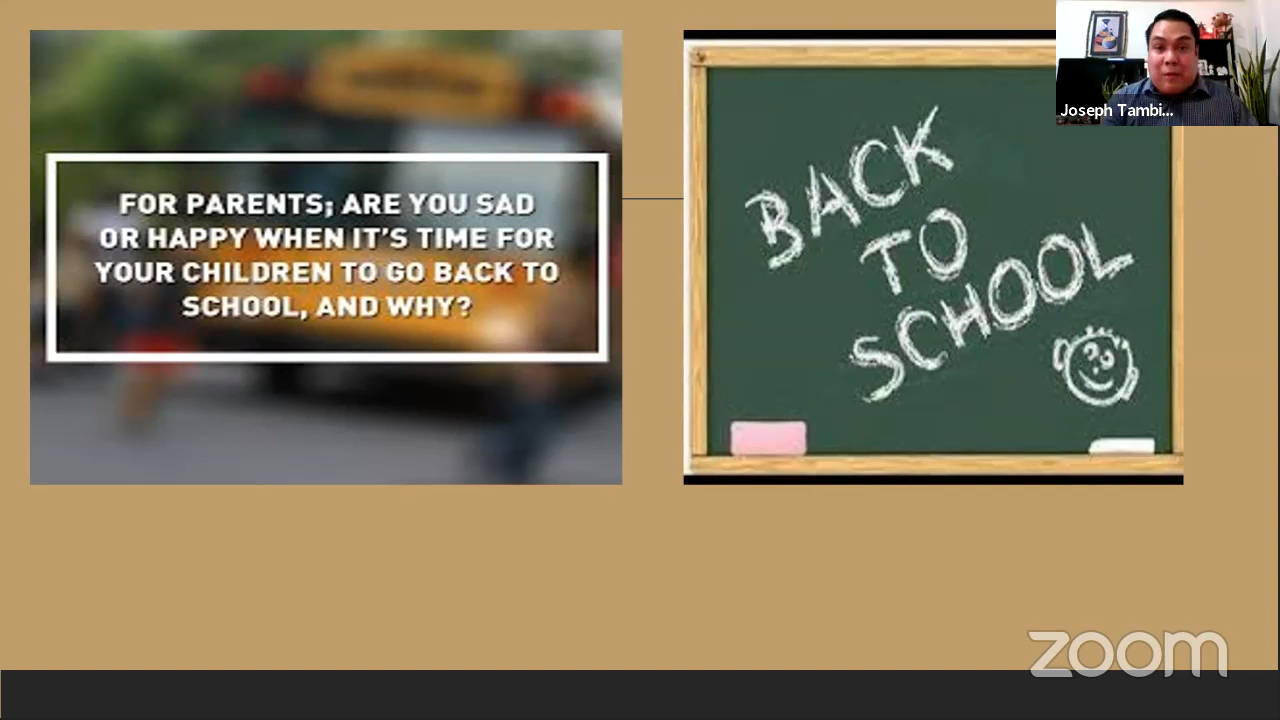 FOR PARENTS; ARE YOU SAD
OR HAPPY WHEN IT'S TIME FOR
YOUR CHILDREN TO GO BACK TO
SCHOOL, AND WHY?
BACK
TO
SCHOOL
Joseph Tambi...
zoom